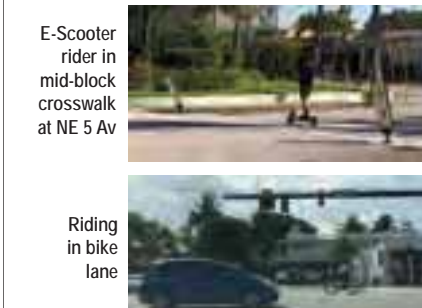 E-Scooter
rider in
mid-block
crosswalk
at NE 5 Av
Riding
in bike
lane